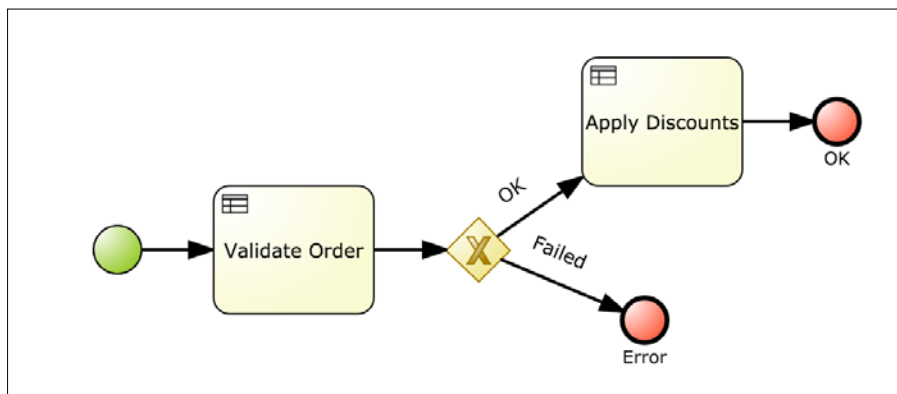 Apply Discounts
OK
OK
Validate Order
Failed
Error